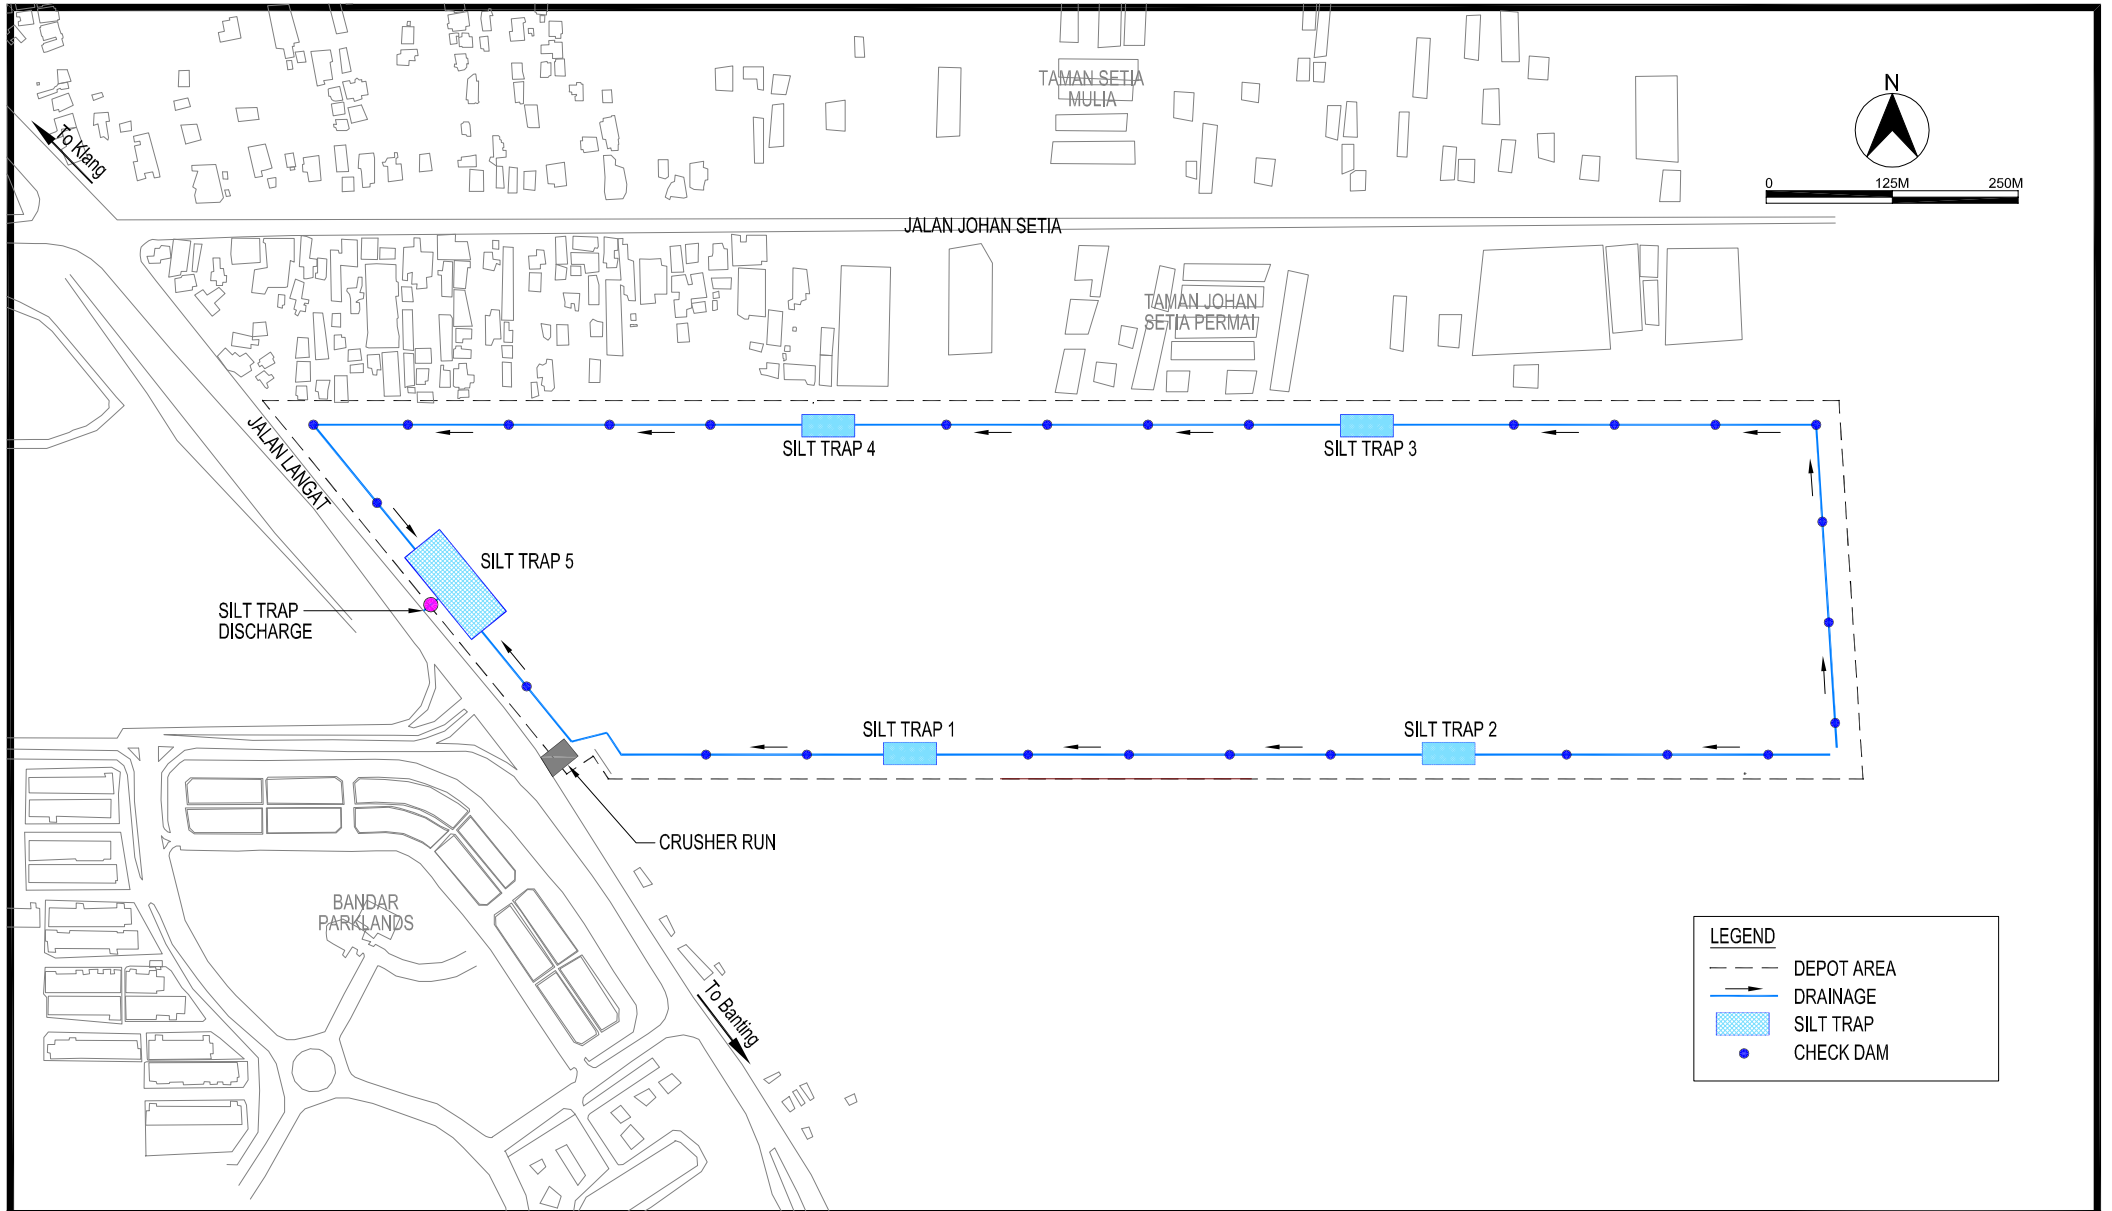 TAMAN SETIA
MULIA
N
To Klang
0 125M 250M
JALAN JOHAN SETIA
TAMAN JOHAN
SETIA PERMAI
JALAN LANGAT
SILT TRAP 4
SILT TRAP 3
SILT TRAP 5
SILT TRAP
DISCHARGE
SILT TRAP 1
SILT TRAP 2
CRUSHER RUN
BANDAR
PARKLANDS
To Banting
LEGEND
DEPOT AREA
DRAINAGE
SILT TRAP
CHECK DAM